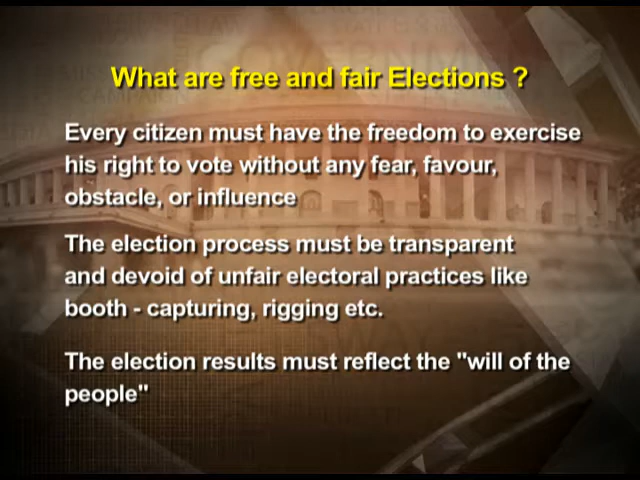 What are free and fair Elections ?
Every citizen must have the freedom to exercise
his right to vote without any fear, favour,
obstacle, or influence
The election process must be transparent
and devoid of unfair electoral practices like
booth - capturing, rigging etc.
The election results must reflect the "will of the
people"